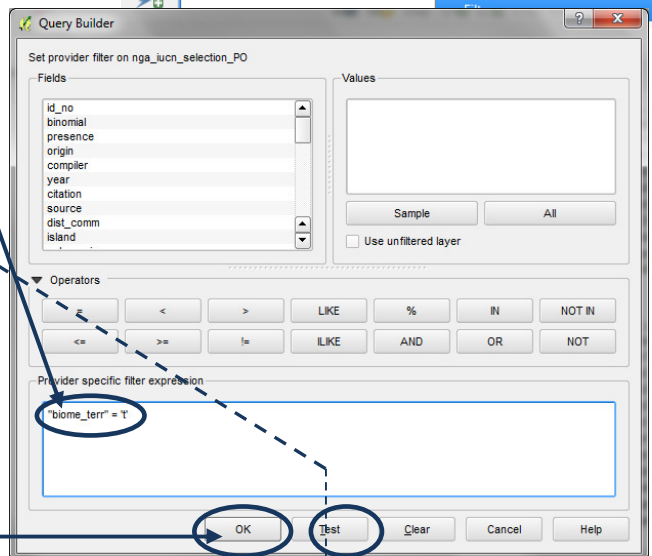 Query Builder
Set provider filter on nga_iucn_selection_PO
Fields
id_no
binomial
presence
origin
compiler
year
citation
source
dist_comm
island
Values
Sample
All
Use unfiltered layer
Operators
= < > LIKE % IN NOT IN
<= >= != ILIKE AND OR NOT
Provider specific filter expression
"biome_terr" = 't'
OK Test Clear Cancel Help